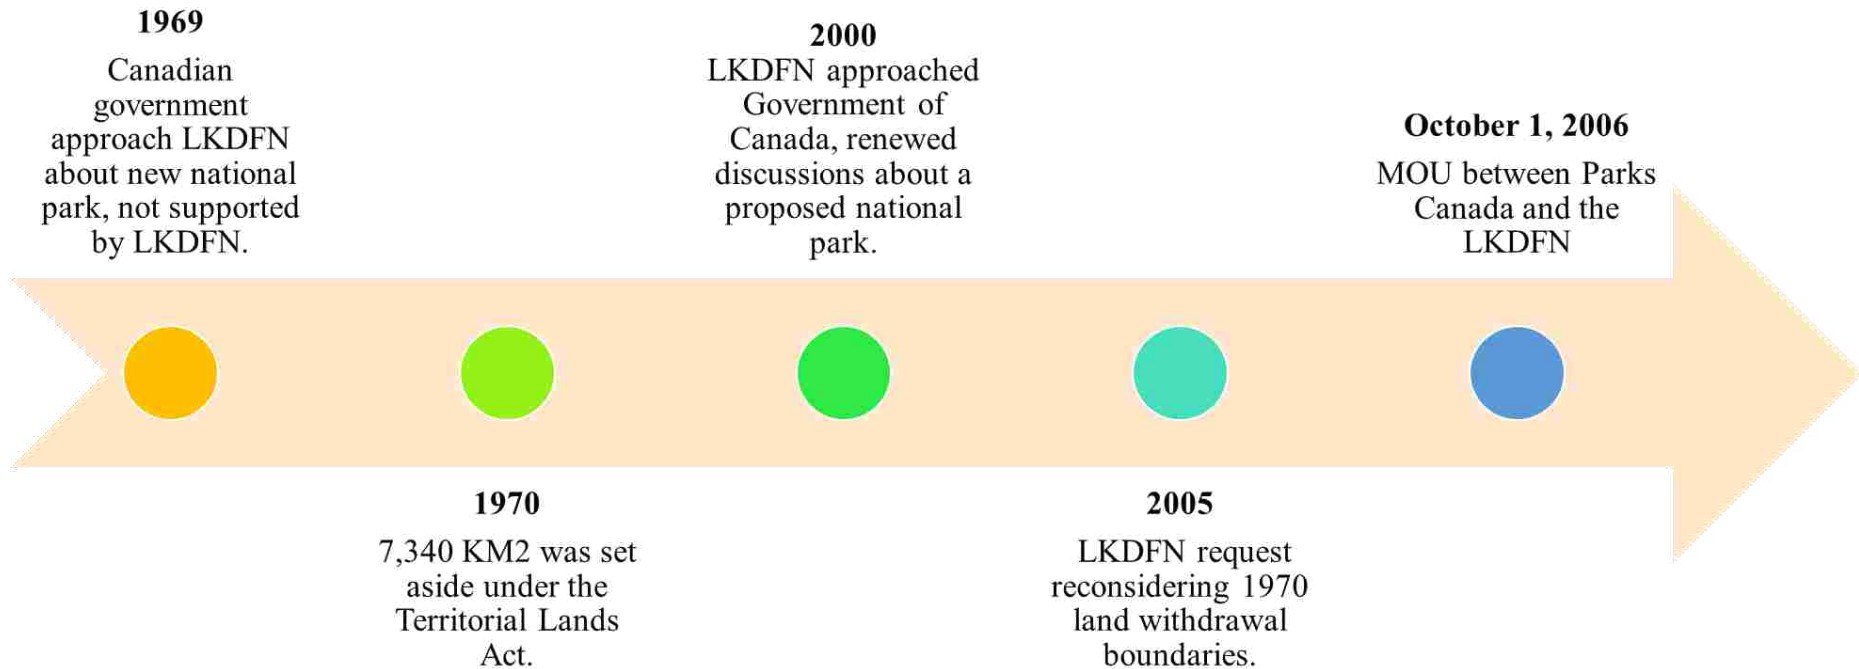 1969
Canadian
government
approach LKDFN
about new national
park, not supported
by LKDFN.
1970
7,340 KM2 was set
aside under the
Territorial Lands
Act.
2000
LKDFN approached
Government of
Canada, renewed
discussions about a
proposed national
park.
2005
LKDFN request
reconsidering 1970
land withdrawal
boundaries.
October 1, 2006
MOU between Parks
Canada and the
LKDFN